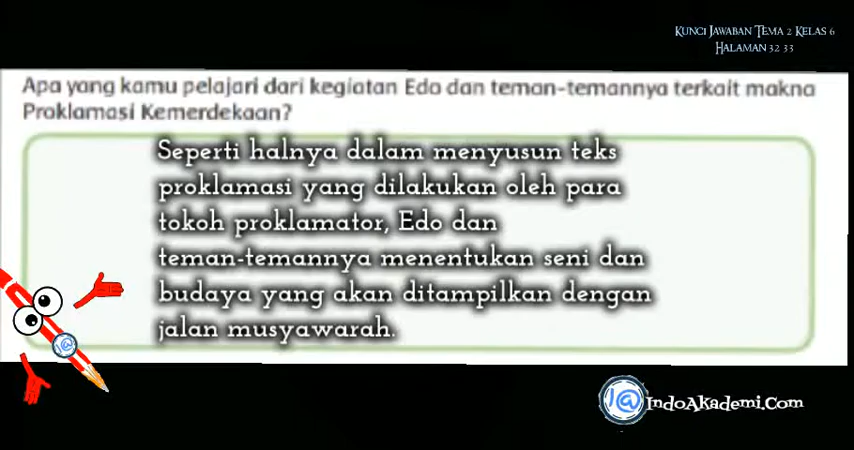 Kunci Jawaban Tema 2 Kelas 6
Halaman 32 33
Apa yang kamu pelajari dari kegiatan Edo dan teman-temannya terkait makna
Proklamasi Kemerdekaan?
Seperti halnya dalam menyusun teks
proklamasi yang dilakukan oleh para
tokoh proklamator, Edo dan
teman-temannya menentukan seni dan
budaya yang akan ditampilkan dengan
jalan musyawarah.
1@
1@ IndoAkademi.Com